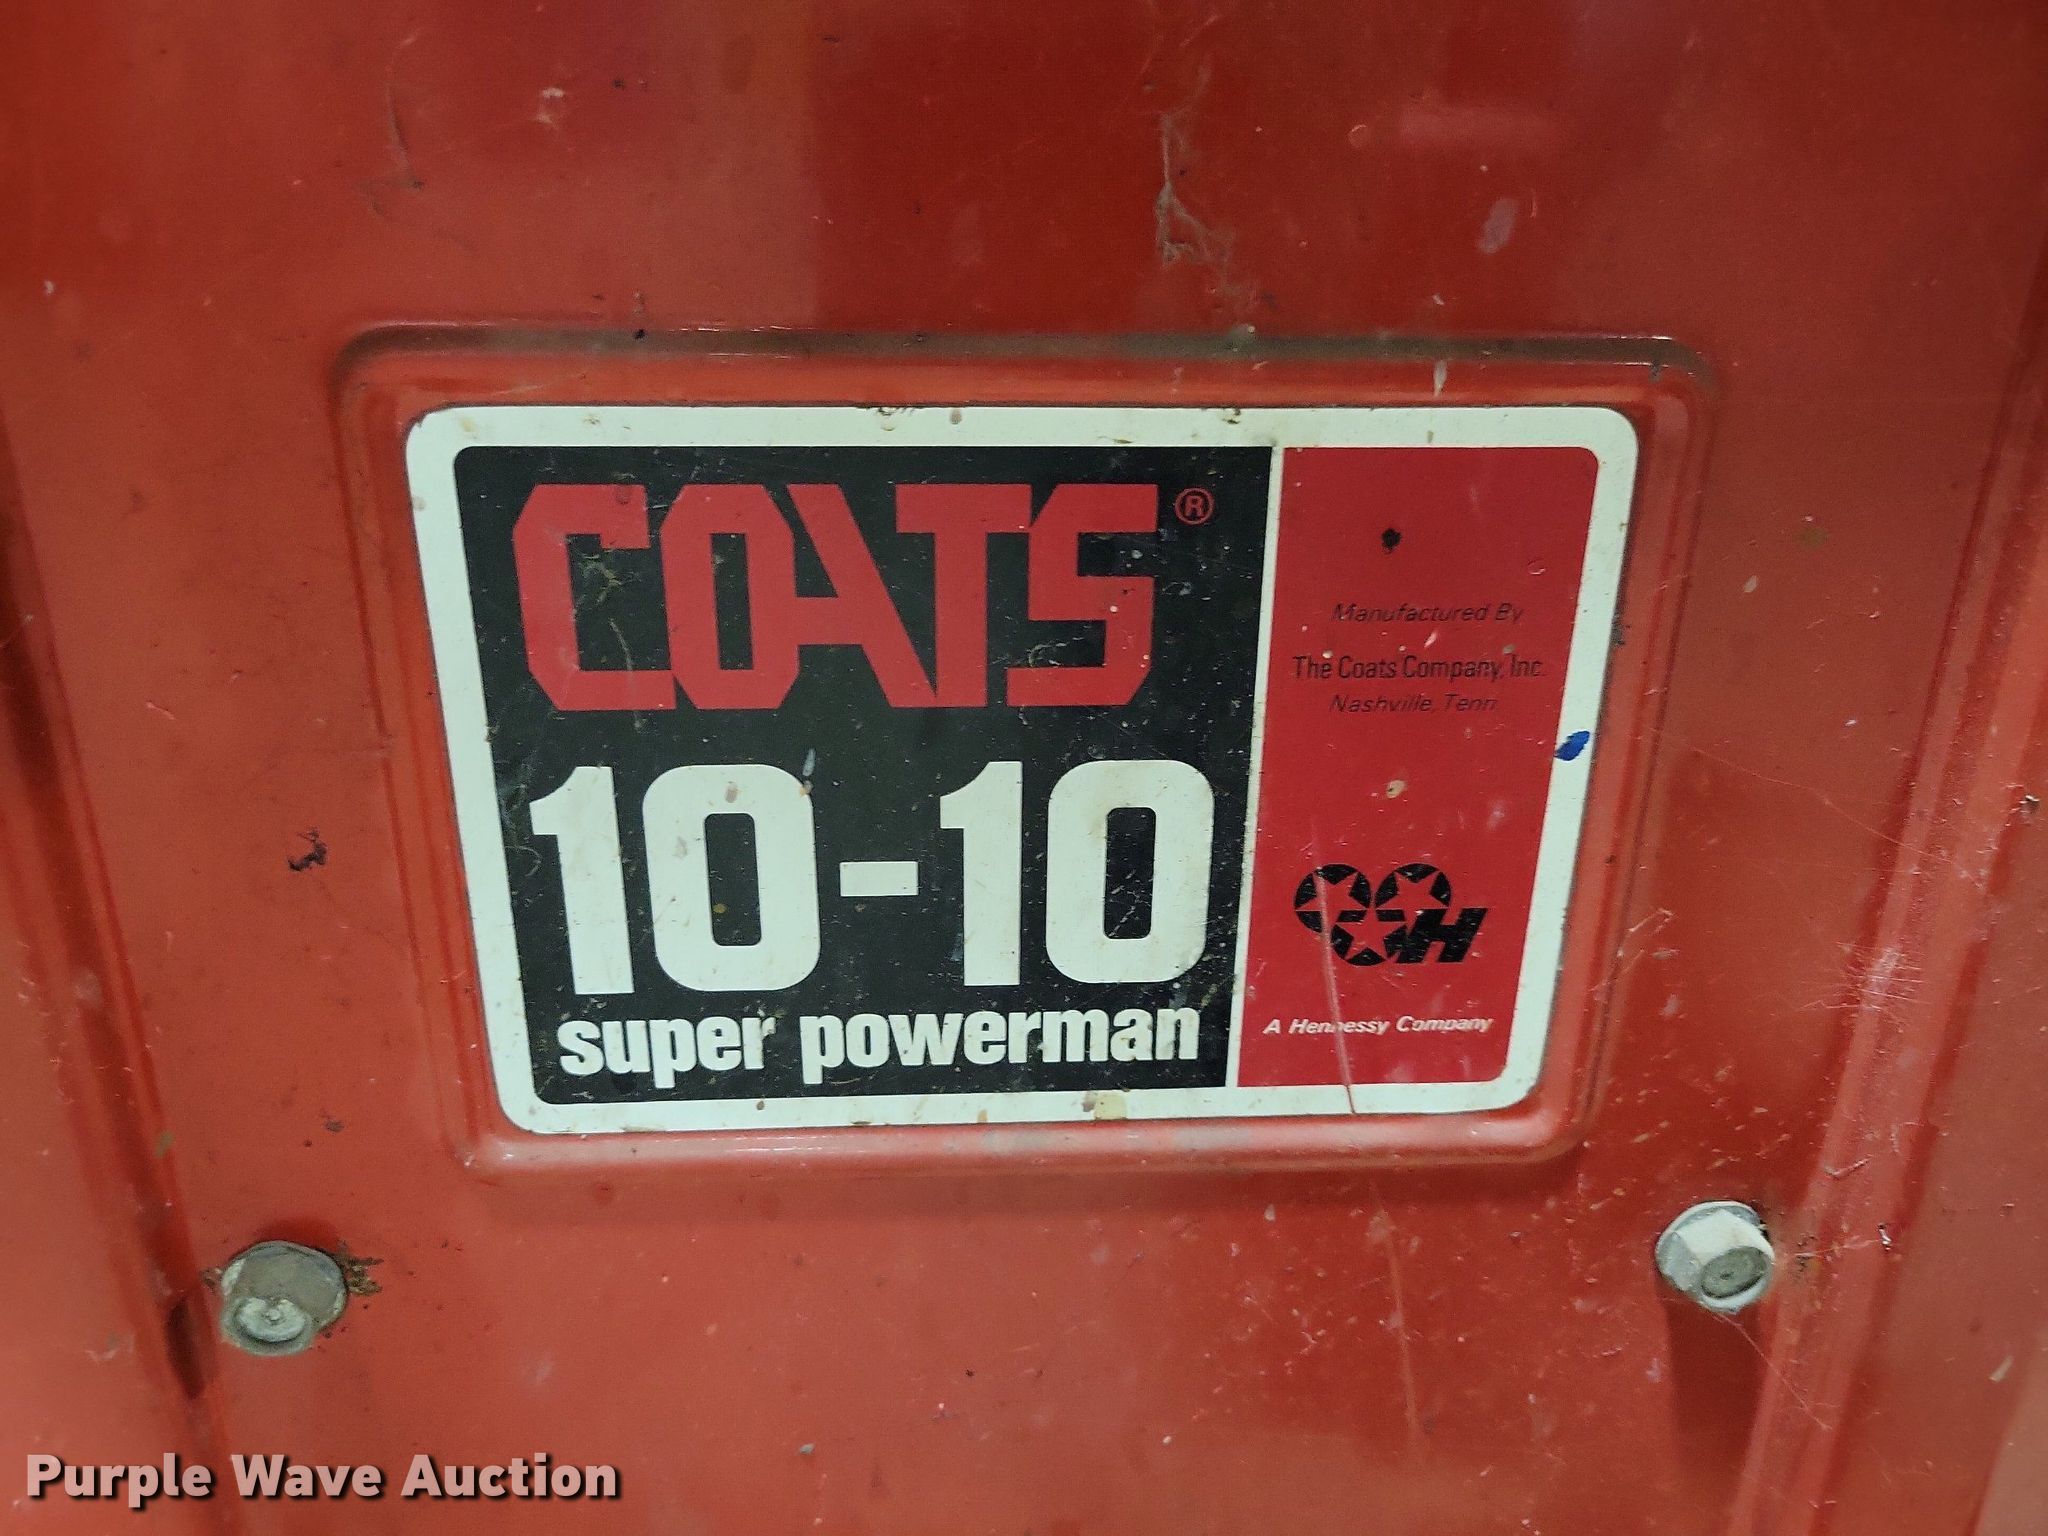 COATS®
10-10
super powerman
Manufactured By
The Coats Company, Inc.
Nashville, Tenn.
H
A Hennessy Company
Purple Wave Auction